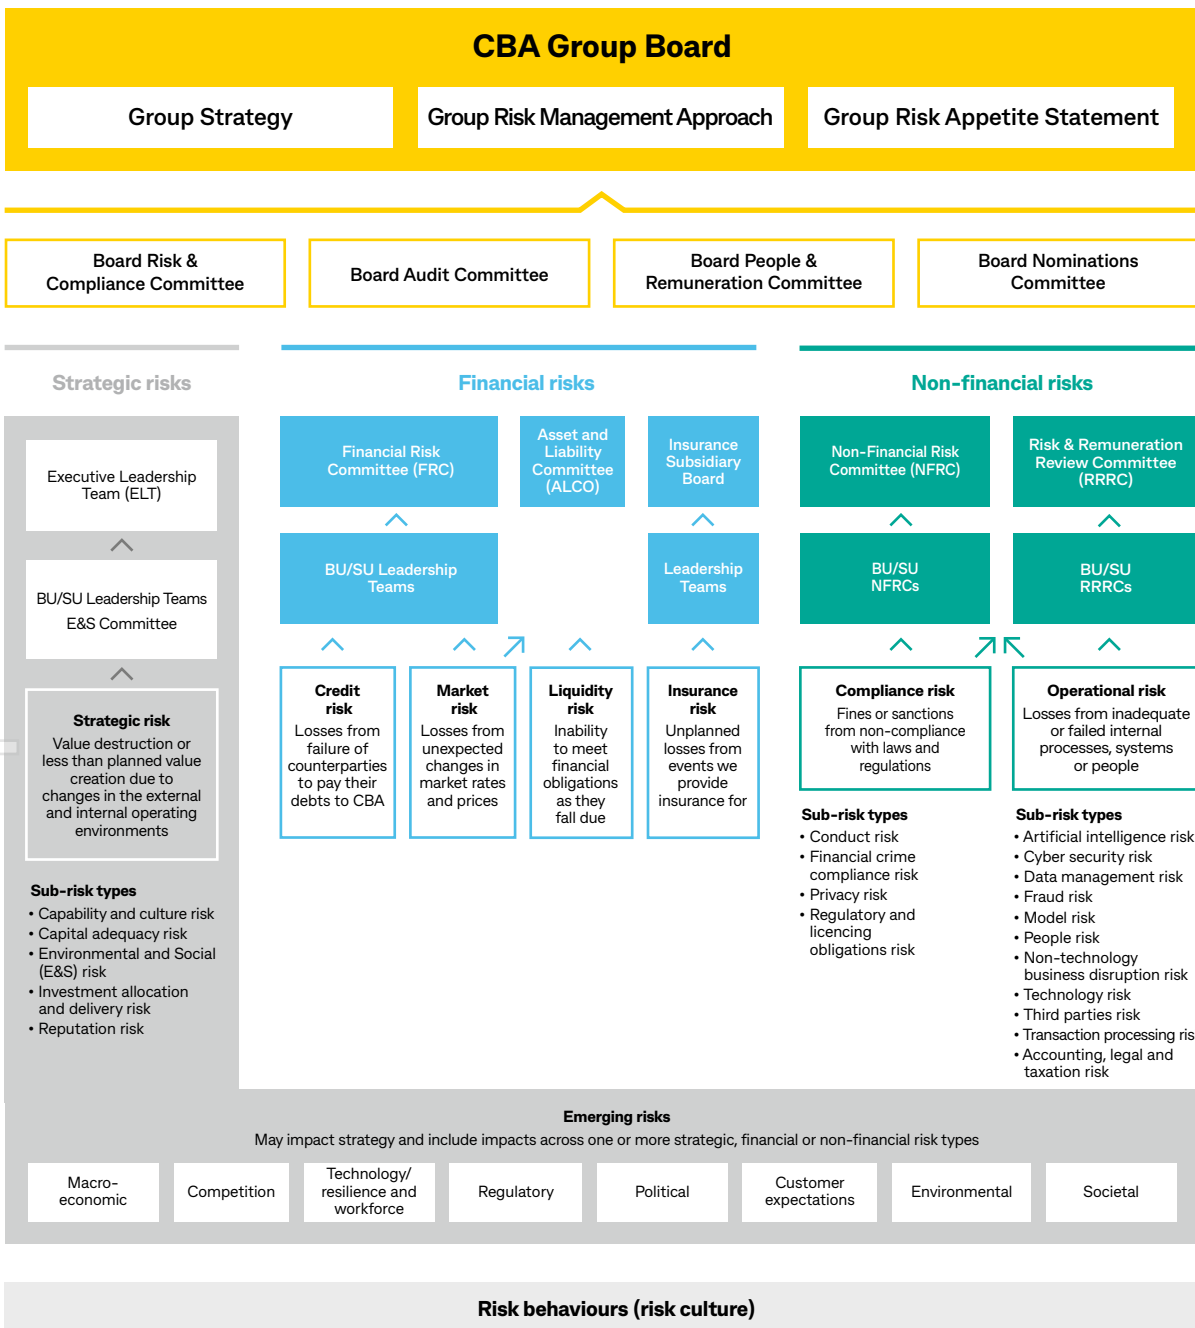 CBA Group Board
Group Strategy
Group Risk Management Approach
Group Risk Appetite Statement
Board Risk &
Compliance Committee
Board Audit Committee
Board People &
Remuneration Committee
Board Nominations
Committee
Strategic risks
Executive Leadership
Team (ELT)
BU/SU Leadership Teams
E&S Committee
Strategic risk
Value destruction or
less than planned value
creation due to
changes in the external
and internal operating
environments
Sub-risk types
• Capability and culture risk
• Capital adequacy risk
• Environmental and Social
(E&S) risk
• Investment allocation
and delivery risk
• Reputation risk
Financial risks
Financial Risk
Committee (FRC)
Asset and
Liability
Committee
(ALCO)
Insurance
Subsidiary
Board
BU/SU Leadership
Teams
Leadership
Teams
Credit
risk
Losses from
failure of
counterparties
to pay their
debts to CBA
Market
risk
Losses from
unexpected
changes in
market rates
and prices
Liquidity
risk
Inability
to meet
financial
obligations
as they
fall due
Insurance
risk
Unplanned
losses from
events we
provide
insurance for
Non-financial risks
Non-Financial Risk
Committee (NFRC)
Risk & Remuneration
Review Committee
(RRRC)
BU/SU
NFRCs
BU/SU
RRRCs
Compliance risk
Fines or sanctions
from non-compliance
with laws and
regulations
Sub-risk types
• Conduct risk
• Financial crime
compliance risk
• Privacy risk
• Regulatory and
licencing
obligations risk
Operational risk
Losses from inadequate
or failed internal
processes, systems
or people
Sub-risk types
• Artificial intelligence risk
• Cyber security risk
• Data management risk
• Fraud risk
• Model risk
• People risk
• Non-technology
business disruption risk
• Technology risk
• Third parties risk
• Transaction processing ris
• Accounting, legal and
taxation risk
Emerging risks
May impact strategy and include impacts across one or more strategic, financial or non-financial risk types
Macro-
economic
Competition
Technology/
resilience and
workforce
Regulatory
Political
Customer
expectations
Environmental
Societal
Risk behaviours (risk culture)